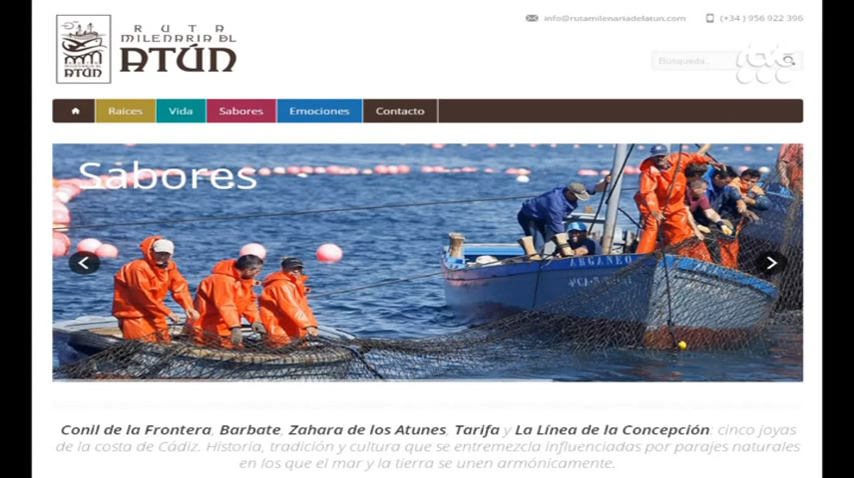 info@rutamilenariadelatun.com
(+34) 956 922 396
RUTA
MILENARIA DEL
ATÚN
ATÚN
Búsqueda...
Raices
Vida
Sabores
Emociones
Contacto
Sabores
ARGANEO
Conil de la Frontera, Barbate, Zahara de los Atunes, Tarifa y La Línea de la Concepción: cinco joyas
de la costa de Cádiz. Historia, tradición y cultura que se entremezcla influenciadas por parajes naturales
en los que el mar y la tierra se unen armónicamente.